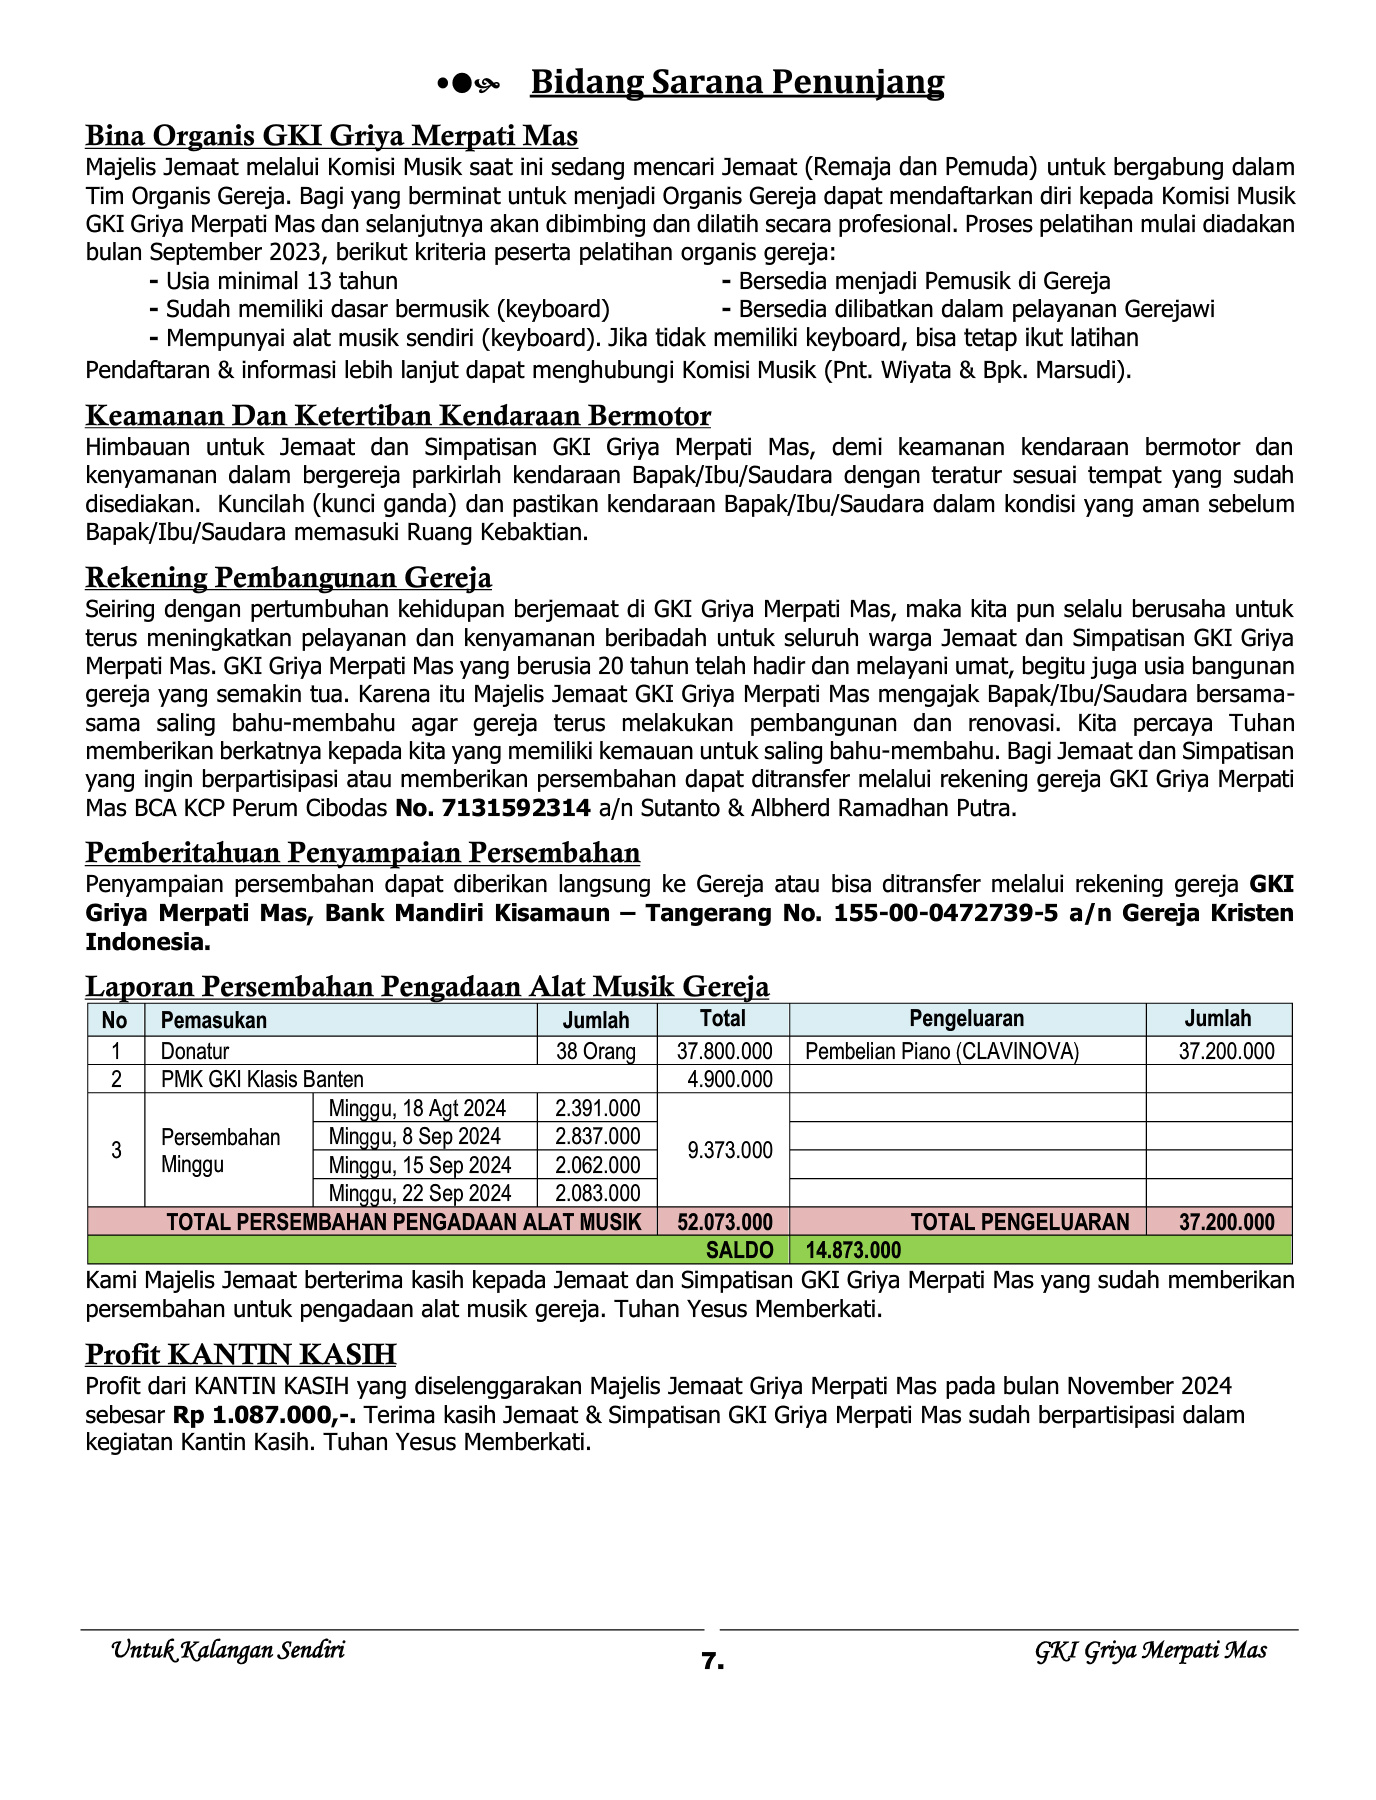 Bidang Sarana Penunjang
Bina Organis GKI Griya Merpati Mas
Majelis Jemaat melalui Komisi Musik saat ini sedang mencari Jemaat (Remaja dan Pemuda) untuk bergabung dalam
Tim Organis Gereja. Bagi yang berminat untuk menjadi Organis Gereja dapat mendaftarkan diri kepada Komisi Musik
GKI Griya Merpati Mas dan selanjutnya akan dibimbing dan dilatih secara profesional. Proses pelatihan mulai diadakan
bulan September 2023, berikut kriteria peserta pelatihan organis gereja:
- Usia minimal 13 tahun - Bersedia menjadi Pemusik di Gereja
- Sudah memiliki dasar bermusik (keyboard) - Bersedia dilibatkan dalam pelayanan Gerejawi
- Mempunyai alat musik sendiri (keyboard). Jika tidak memiliki keyboard, bisa tetap ikut latihan
Pendaftaran & informasi lebih lanjut dapat menghubungi Komisi Musik (Pnt. Wiyata & Bpk. Marsudi).
Keamanan Dan Ketertiban Kendaraan Bermotor
Himbauan untuk Jemaat dan Simpatisan GKI Griya Merpati Mas, demi keamanan kendaraan bermotor dan
kenyamanan dalam bergereja parkirlah kendaraan Bapak/Ibu/Saudara dengan teratur sesuai tempat yang sudah
disediakan. Kuncilah (kunci ganda) dan pastikan kendaraan Bapak/Ibu/Saudara dalam kondisi yang aman sebelum
Bapak/Ibu/Saudara memasuki Ruang Kebaktian.
Rekening Pembangunan Gereja
Seiring dengan pertumbuhan kehidupan berjemaat di GKI Griya Merpati Mas, maka kita pun selalu berusaha untuk
terus meningkatkan pelayanan dan kenyamanan beribadah untuk seluruh warga Jemaat dan Simpatisan GKI Griya
Merpati Mas. GKI Griya Merpati Mas yang berusia 20 tahun telah hadir dan melayani umat, begitu juga usia bangunan
gereja yang semakin tua. Karena itu Majelis Jemaat GKI Griya Merpati Mas mengajak Bapak/Ibu/Saudara bersama-
sama saling bahu-membahu agar gereja terus melakukan pembangunan dan renovasi. Kita percaya Tuhan
memberikan berkatnya kepada kita yang memiliki kemauan untuk saling bahu-membahu. Bagi Jemaat dan Simpatisan
yang ingin berpartisipasi atau memberikan persembahan dapat ditransfer melalui rekening gereja GKI Griya Merpati
Mas BCA KCP Perum Cibodas No. 7131592314 a/n Sutanto & Albherd Ramadhan Putra.
Pemberitahuan Penyampaian Persembahan
Penyampaian persembahan dapat diberikan langsung ke Gereja atau bisa ditransfer melalui rekening gereja GKI
Griya Merpati Mas, Bank Mandiri Kisamaun – Tangerang No. 155-00-0472739-5 a/n Gereja Kristen
Indonesia.
Laporan Persembahan Pengadaan Alat Musik Gereja
No Pemasukan Jumlah Total Pengeluaran Jumlah
1 Donatur 38 Orang 37.800.000 Pembelian Piano (CLAVINOVA) 37.200.000
2 PMK GKI Klasis Banten 4.900.000
3 Persembahan Minggu Minggu, 18 Agt 2024 2.391.000 9.373.000
Minggu, 8 Sep 2024 2.837.000
Minggu, 15 Sep 2024 2.062.000
Minggu, 22 Sep 2024 2.083.000
TOTAL PERSEMBAHAN PENGADAAN ALAT MUSIK 52.073.000 TOTAL PENGELUARAN 37.200.000
SALDO 14.873.000
Kami Majelis Jemaat berterima kasih kepada Jemaat dan Simpatisan GKI Griya Merpati Mas yang sudah memberikan
persembahan untuk pengadaan alat musik gereja. Tuhan Yesus Memberkati.
Profit KANTIN KASIH
Profit dari KANTIN KASIH yang diselenggarakan Majelis Jemaat Griya Merpati Mas pada bulan November 2024
sebesar Rp 1.087.000,-. Terima kasih Jemaat & Simpatisan GKI Griya Merpati Mas sudah berpartisipasi dalam
kegiatan Kantin Kasih. Tuhan Yesus Memberkati.
Untuk Kalangan Sendiri 7. GKI Griya Merpati Mas